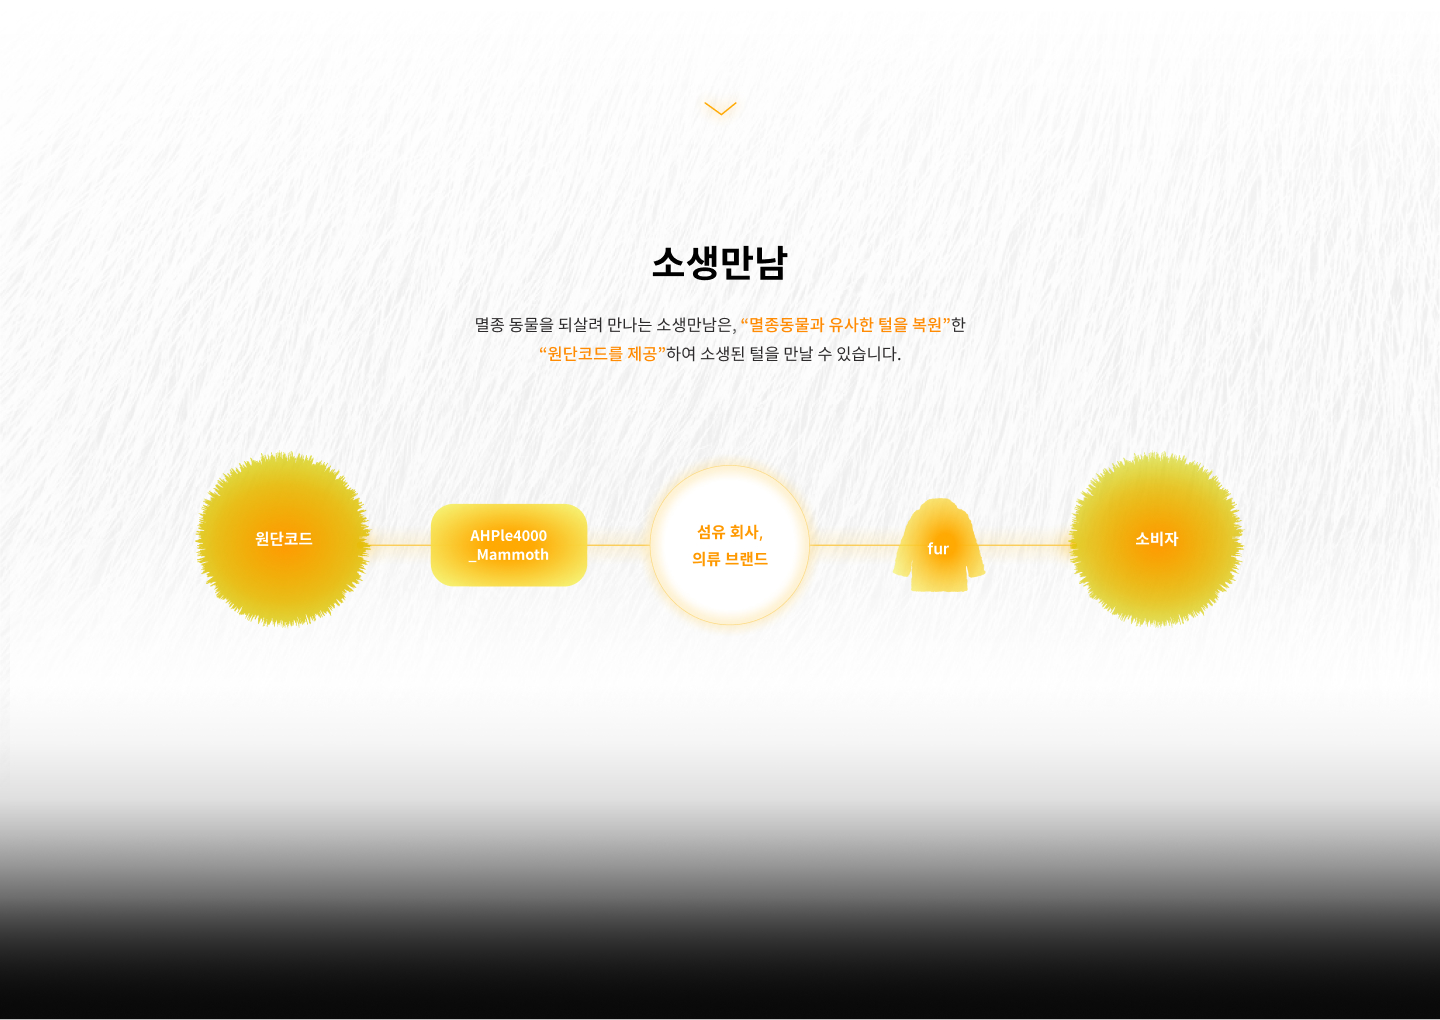 소생만남
멸종 동물을 되살려 만나는 소생만남은, “멸종동물과 유사한 털을 복원”한
“원단코드를 제공”하여 소생된 털을 만날 수 있습니다.
원단코드
AHPle4000
_Mammoth
섬유 회사,
의류 브랜드
fur
소비자